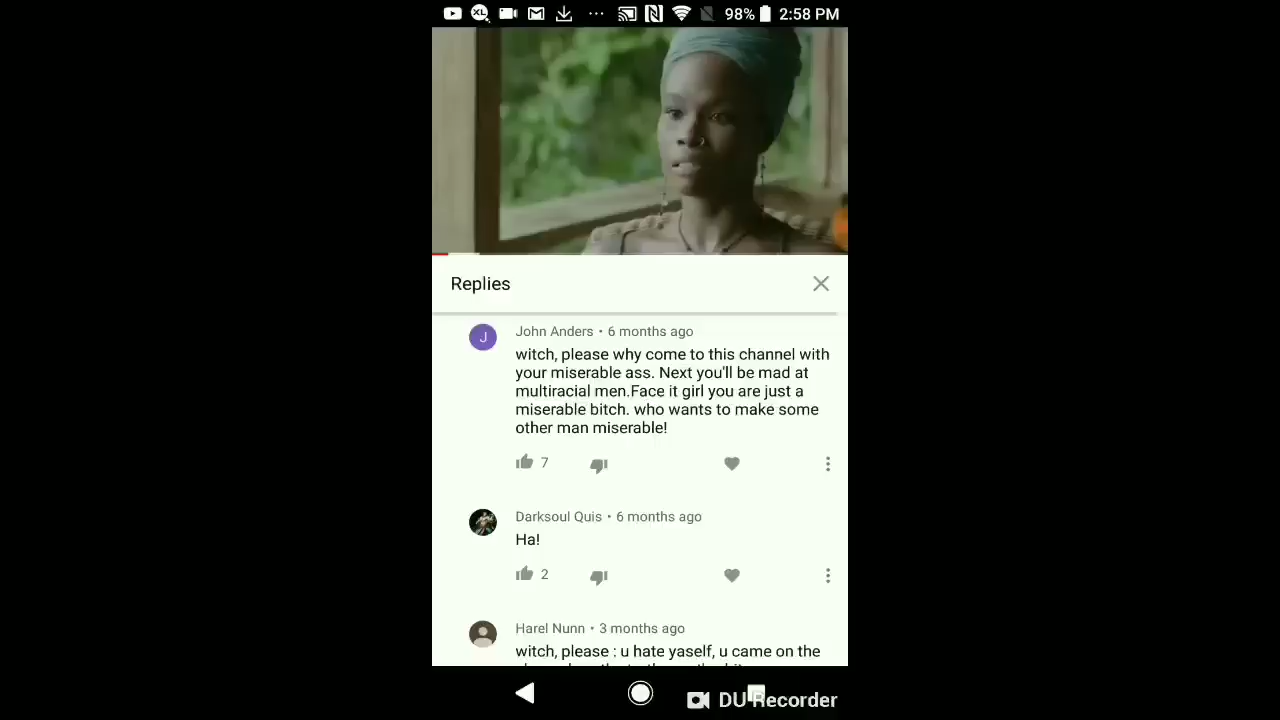 XL 98% 2:58 PM
Replies
John Anders • 6 months ago
witch, please why come to this channel with
your miserable ass. Next you'll be mad at
multiracial men.Face it girl you are just a
miserable bitch. who wants to make some
other man miserable!
7
Darksoul Quis • 6 months ago
Ha!
2
Harel Nunn • 3 months ago
witch, please : u hate yaself, u came on the
DU Recorder